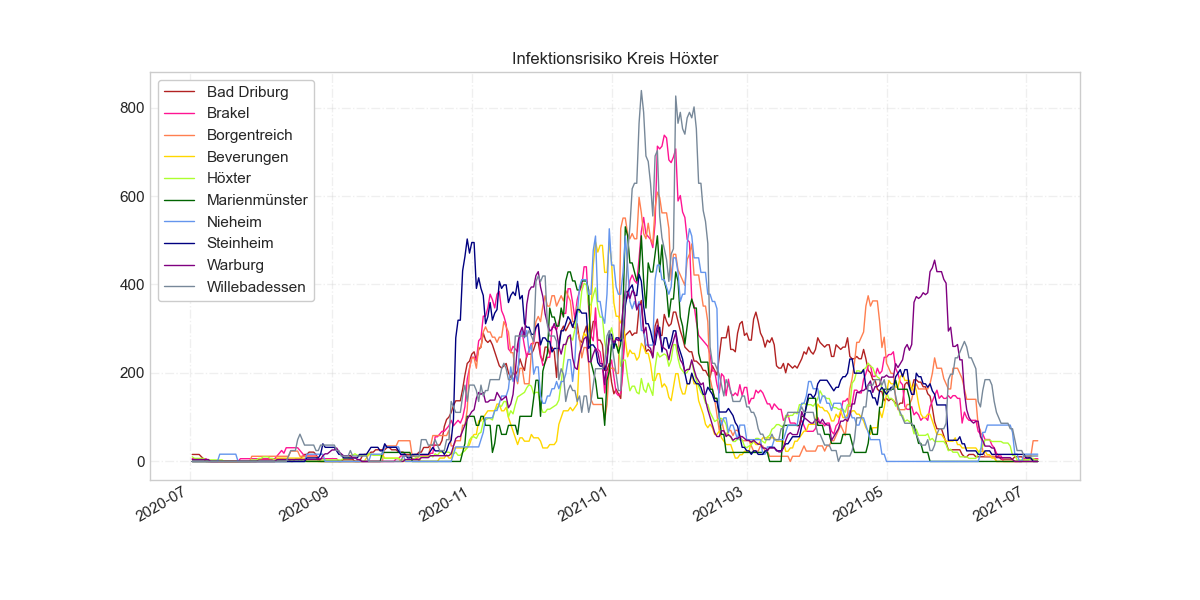 Infektionsrisiko Kreis Höxter
Bad Driburg
Brakel
Borgentreich
Beverungen
Höxter
Marienmünster
Nieheim
Steinheim
Warburg
Willebadessen
800
600
400
200
0
2020-07
2020-09
2020-11
2021-01
2021-03
2021-05
2021-07